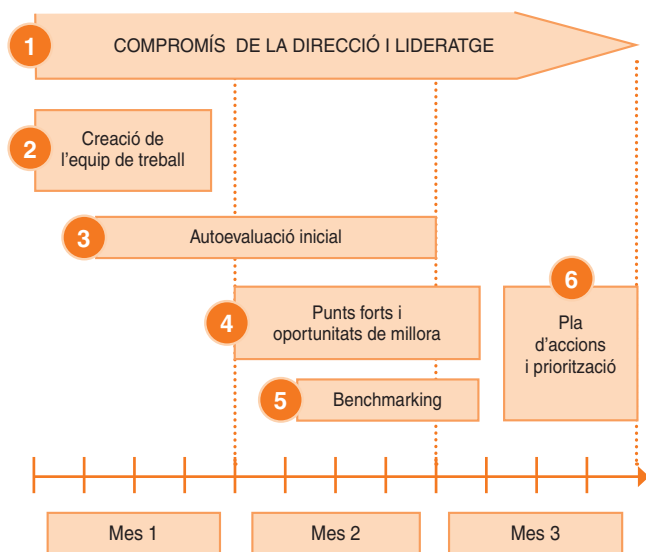 1
COMPROMÍS DE LA DIRECCIÓ I LIDERATGE
2
Creació de
l'equip de treball
3
Autoevaluació inicial
4
Punts forts i
oportunitats de millora
5
Benchmarking
6
Pla
d'accions
i priorització
Mes 1
Mes 2
Mes 3